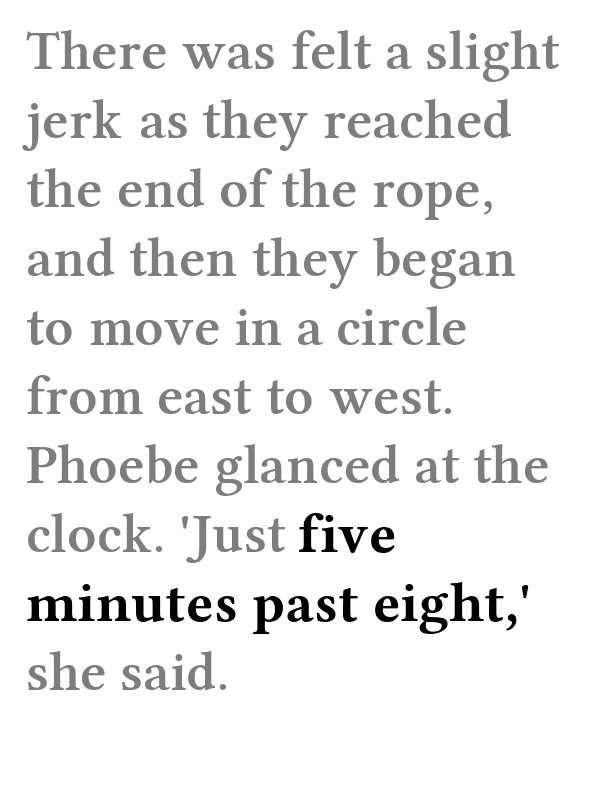 There was felt a slight
jerk as they reached
the end of the rope,
and then they began
to move in a circle
from east to west.
Phoebe glanced at the
clock. 'Just five
minutes past eight,'
she said.